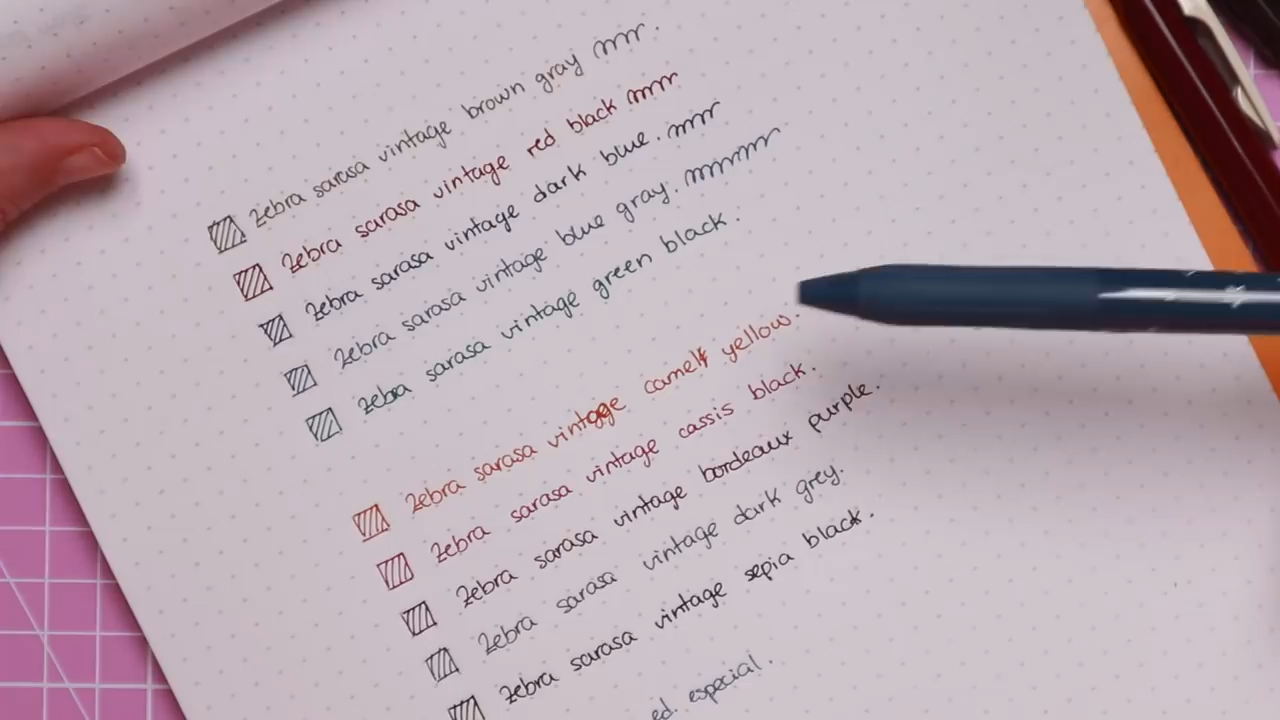 zebra sarasa vintage brown gray
zebra sarasa vintage red black
zebra sarasa vintage dark blue.
zebra sarasa vintage blue gray.
zebra sarasa vintage green black.
zebra sarasa vintage camel yellow.
zebra sarasa vintage cassis black.
zebra sarasa vintage bordeaux purple.
zebra sarasa vintage dark grey.
zebra sarasa vintage sepia black.
ed. especial.